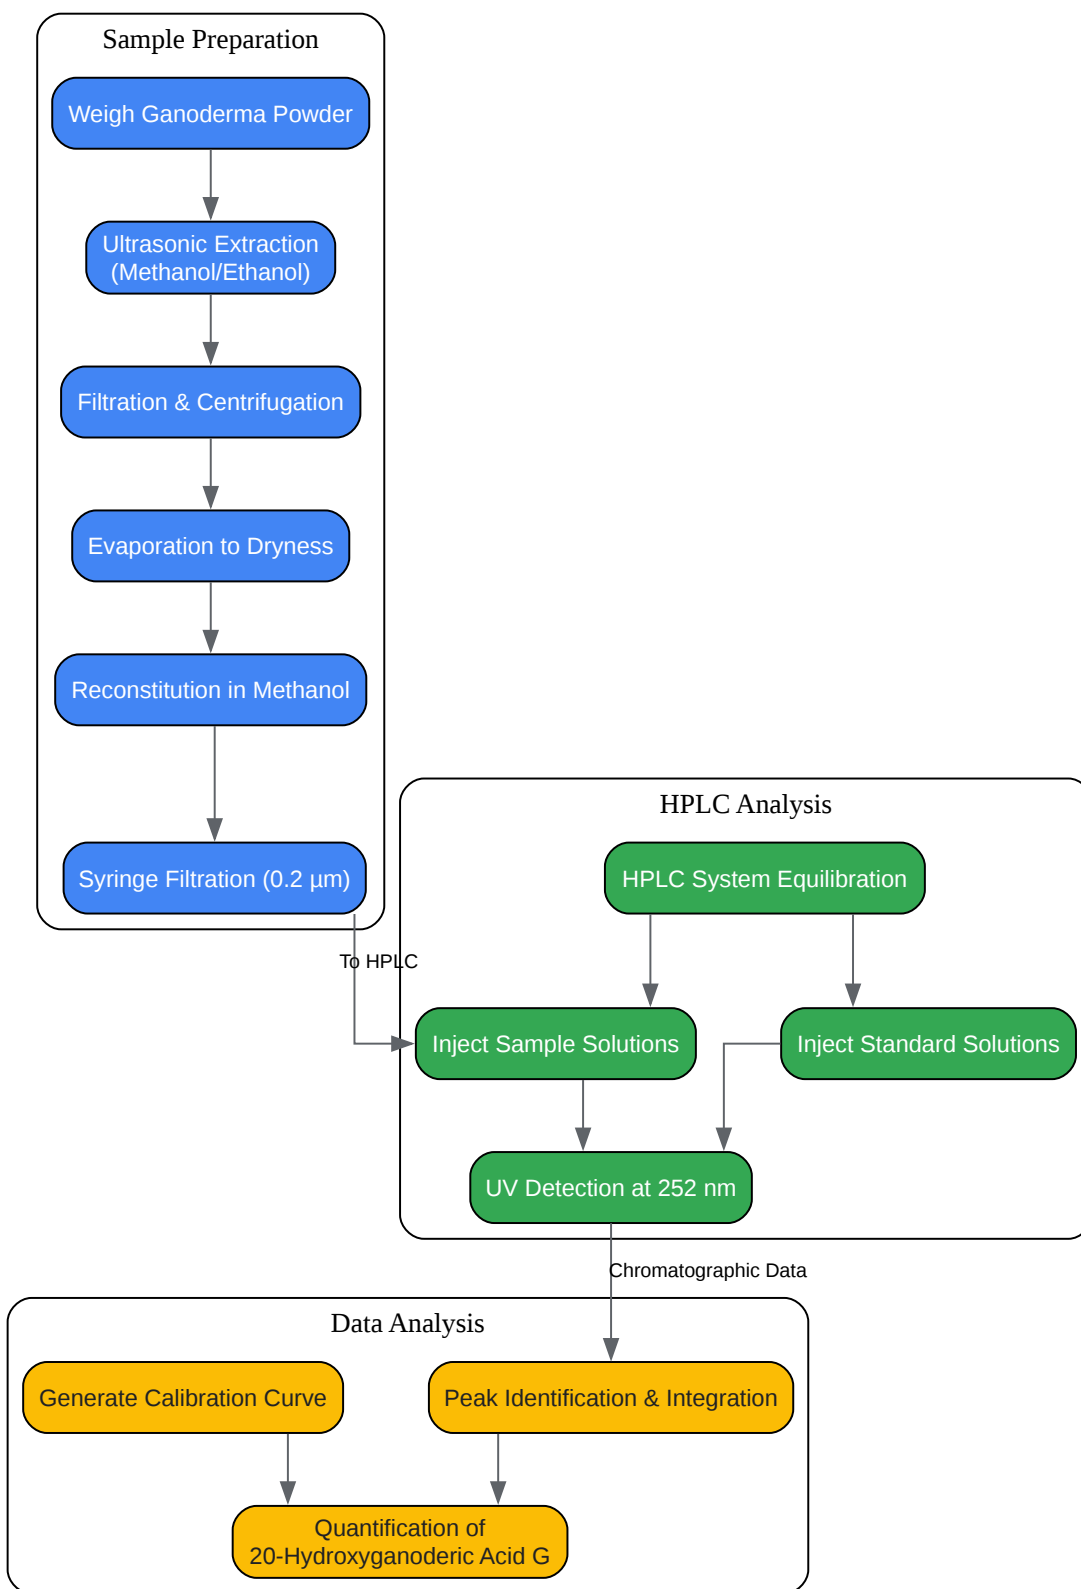 Sample Preparation
Weigh Ganoderma Powder
Ultrasonic Extraction
(Methanol/Ethanol)
Filtration & Centrifugation
Evaporation to Dryness
Reconstitution in Methanol
Syringe Filtration (0.2 µm)
To HPLC
HPLC Analysis
HPLC System Equilibration
Inject Sample Solutions
Inject Standard Solutions
UV Detection at 252 nm
Chromatographic Data
Data Analysis
Generate Calibration Curve
Peak Identification & Integration
Quantification of
20-Hydroxyganoderic Acid G